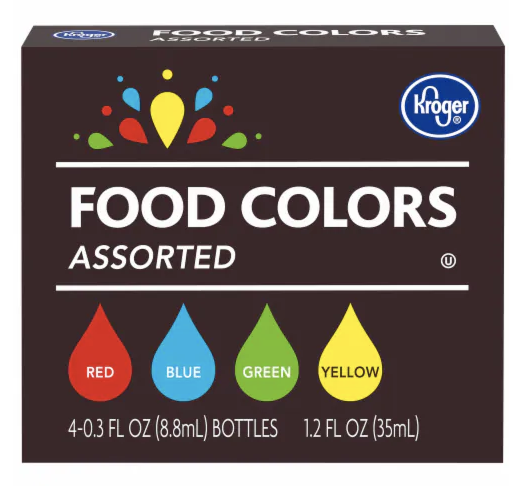 Kröger
FOOD COLORS
ASSORTED
Kroger®
FOOD COLORS
ASSORTED
U
RED
BLUE
GREEN
YELLOW
4-0.3 FL OZ (8.8mL) BOTTLES 1.2 FL OZ (35mL)